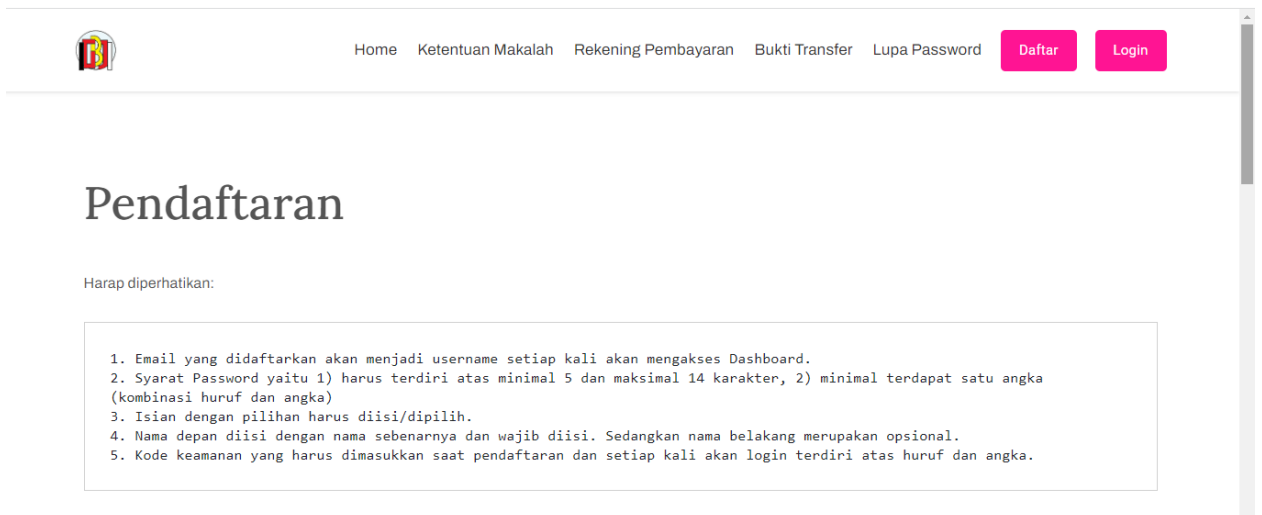 Home Ketentuan Makalah Rekening Pembayaran Bukti Transfer Lupa Password Daftar Login
Pendaftaran
Harap diperhatikan:
1. Email yang didaftarkan akan menjadi username setiap kali akan mengakses Dashboard.
2. Syarat Password yaitu 1) harus terdiri atas minimal 5 dan maksimal 14 karakter, 2) minimal terdapat satu angka
(kombinasi huruf dan angka)
3. Isian dengan pilihan harus diisi/dipilih.
4. Nama depan diisi dengan nama sebenarnya dan wajib diisi. Sedangkan nama belakang merupakan opsional.
5. Kode keamanan yang harus dimasukkan saat pendaftaran dan setiap kali akan login terdiri atas huruf dan angka.